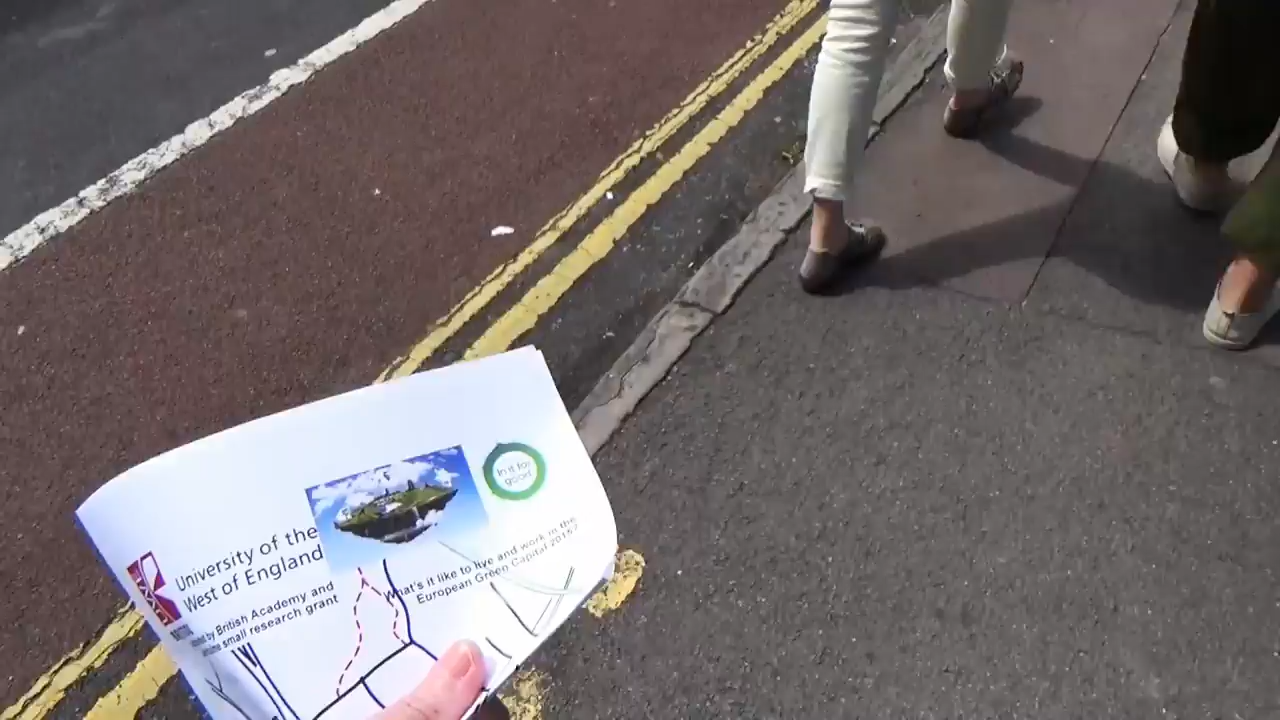 In it for
good
University of the
West of England
by British Academy and
small research grant
What's it like to live and work in the
European Green Capital 2015?